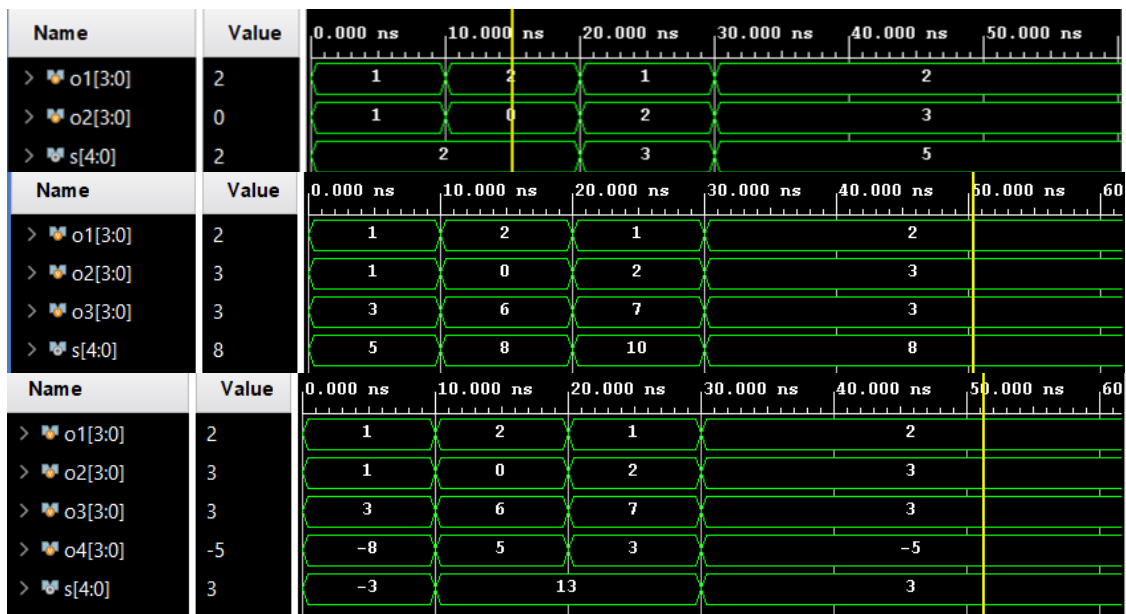 Name Value 0.000 ns 10.000 ns 20.000 ns 30.000 ns 40.000 ns 50.000 ns
o1[3:0] 2 1 2 1 2
o2[3:0] 0 1 0 2 3
s[4:0] 2 2 3 5
Name Value 0.000 ns 10.000 ns 20.000 ns 30.000 ns 40.000 ns 50.000 ns 60
o1[3:0] 2 1 2 1 2
o2[3:0] 3 1 0 2 3
o3[3:0] 3 3 6 7 3
s[4:0] 8 5 8 10 8
Name Value 0.000 ns 10.000 ns 20.000 ns 30.000 ns 40.000 ns 50.000 ns 60
o1[3:0] 2 1 2 1 2
o2[3:0] 3 1 0 2 3
o3[3:0] 3 3 6 7 3
o4[3:0] -5 -8 5 3 -5
s[4:0] 3 -3 13 3